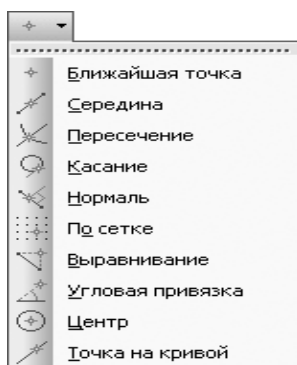 Ближайшая точка
Середина
Пересечение
Касание
Нормаль
По сетке
Выравнивание
Угловая привязка
Центр
Точка на кривой